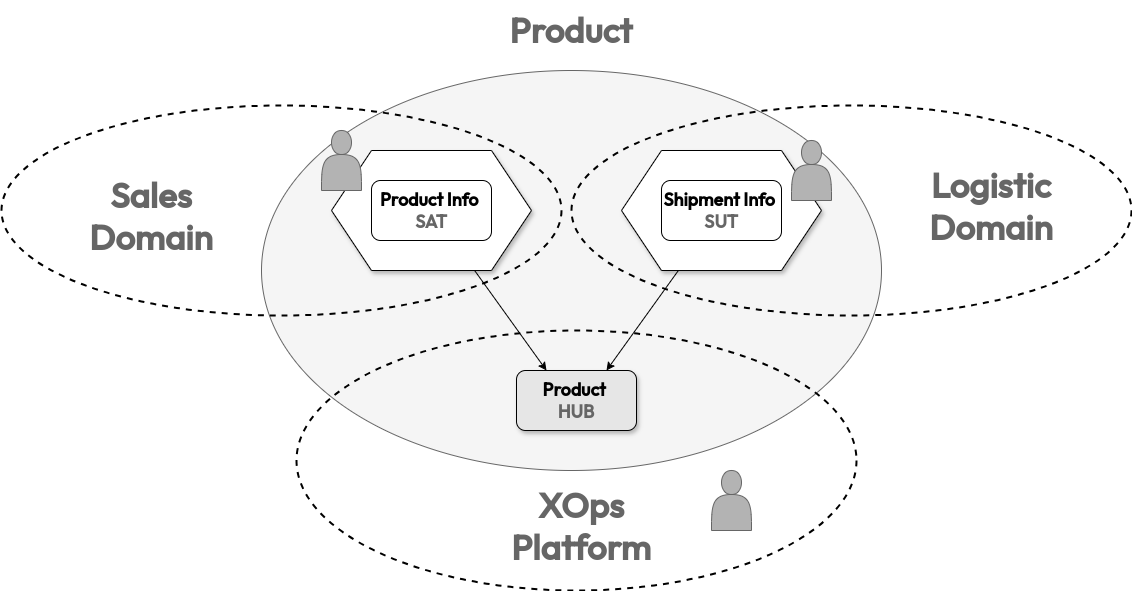 Product
Sales
Domain
Product Info
SAT
Shipment Info
SUT
Logistic
Domain
Product
HUB
XOps
Platform